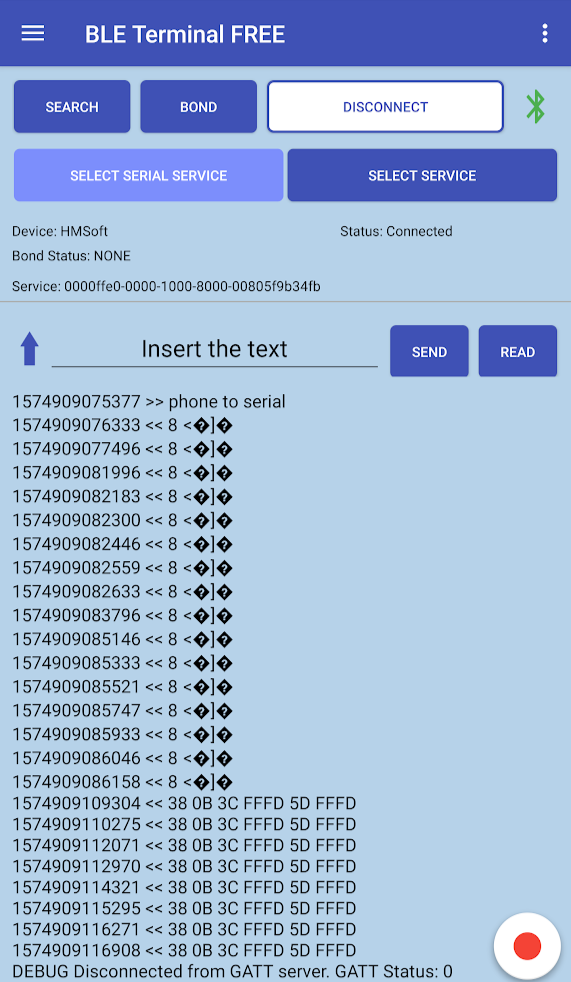 BLE Terminal FREE
SEARCH BOND DISCONNECT
SELECT SERIAL SERVICE SELECT SERVICE
Device: HMSoft Status: Connected
Bond Status: NONE
Service: 0000ffe0-0000-1000-8000-00805f9b34fb
Insert the text SEND READ
1574909075377 >> phone to serial
1574909076333 << 8 <�]�
1574909077496 << 8 <�]�
1574909081996 << 8 <�]�
1574909082183 << 8 <�]�
1574909082300 << 8 <�]�
1574909082446 << 8 <�]�
1574909082559 << 8 <�]�
1574909082633 << 8 <�]�
1574909083796 << 8 <�]�
1574909085146 << 8 <�]�
1574909085333 << 8 <�]�
1574909085521 << 8 <�]�
1574909085747 << 8 <�]�
1574909085933 << 8 <�]�
1574909086046 << 8 <�]�
1574909086158 << 8 <�]�
1574909109304 << 38 0B 3C FFFD 5D FFFD
1574909110275 << 38 0B 3C FFFD 5D FFFD
1574909112071 << 38 0B 3C FFFD 5D FFFD
1574909112970 << 38 0B 3C FFFD 5D FFFD
1574909114321 << 38 0B 3C FFFD 5D FFFD
1574909115295 << 38 0B 3C FFFD 5D FFFD
1574909116271 << 38 0B 3C FFFD 5D FFFD
1574909116908 << 38 0B 3C FFFD 5D FFFD
DEBUG Disconnected from GATT server. GATT Status: 0